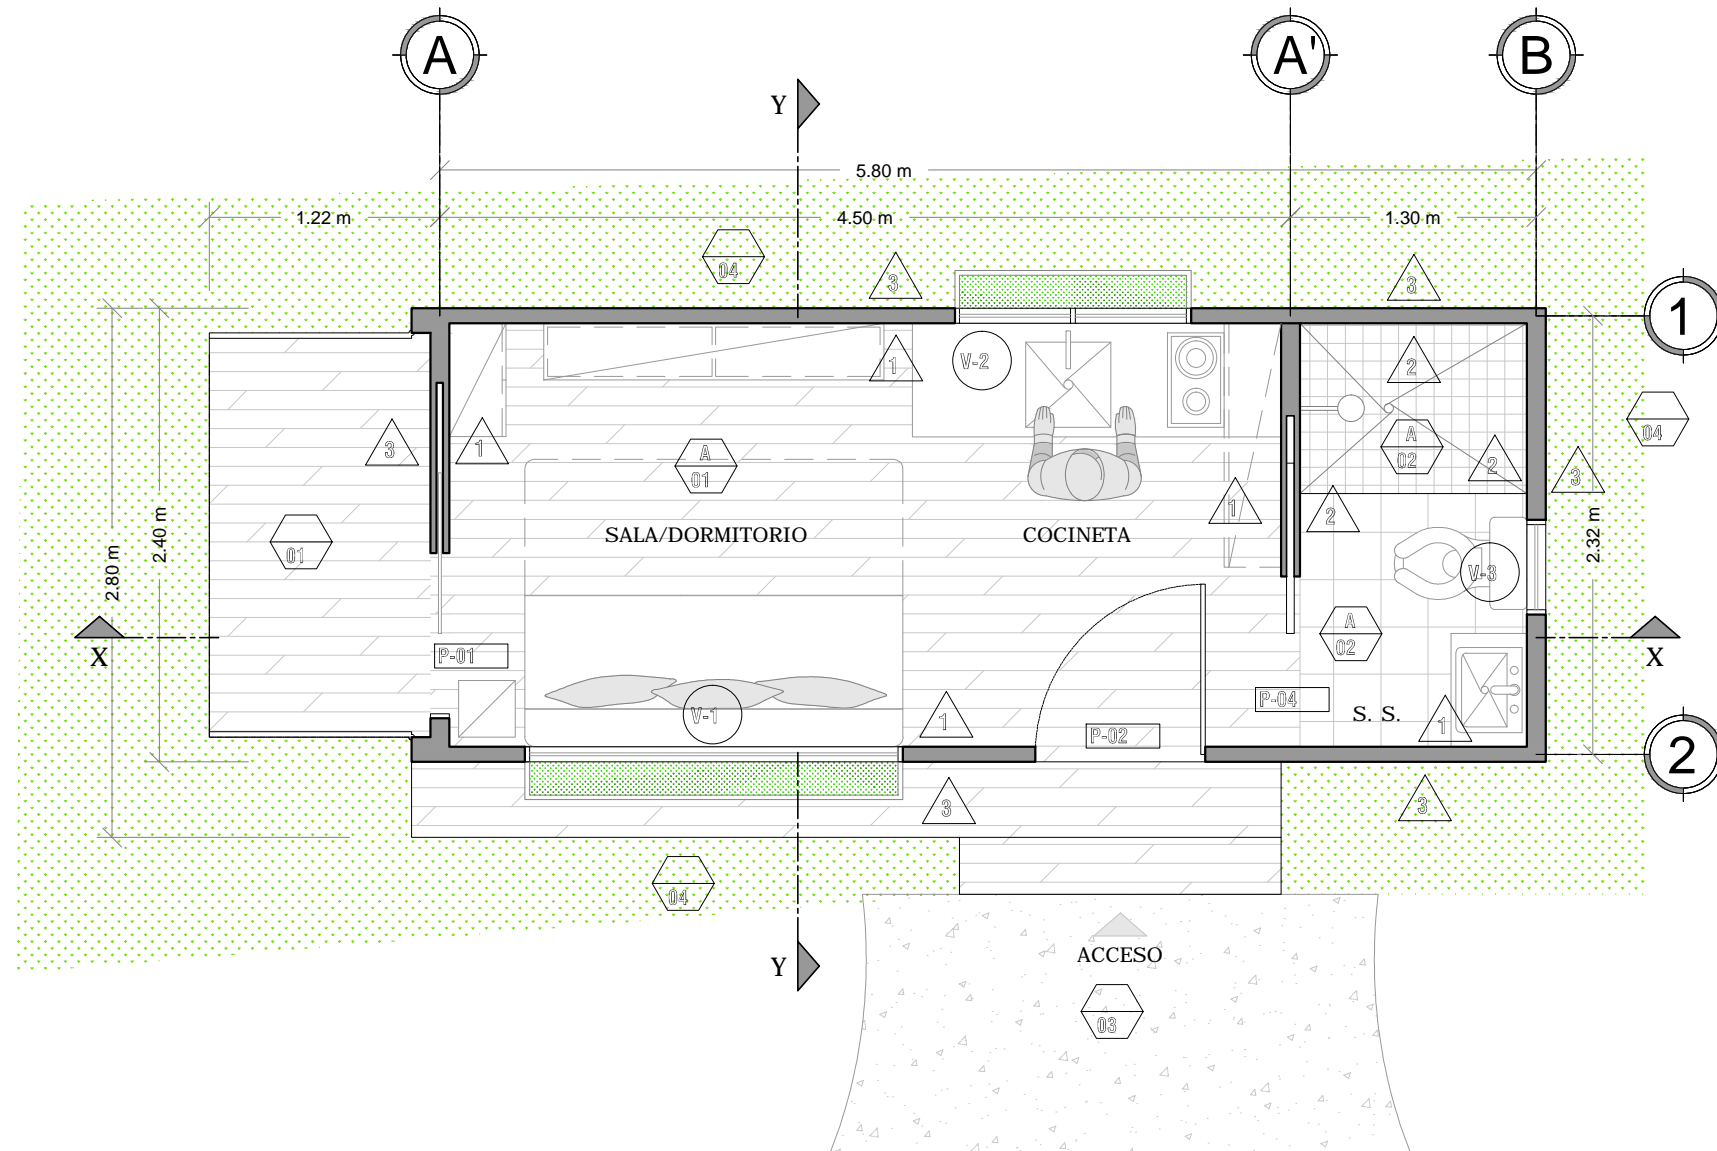 A
A'
B
Y
5.80 m
1.22 m
4.50 m
1.30 m
04
3
3
1
V-2
1
2
04
3
1
A
01
A
02
2
3
1
2
SALA/DORMITORIO
COCINETA
2.80 m
2.40 m
01
2.32 m
V-3
A
02
X
X
P-01
P-04
V-1
1
S. S.
1
P-02
2
3
3
04
Y
ACCESO
03